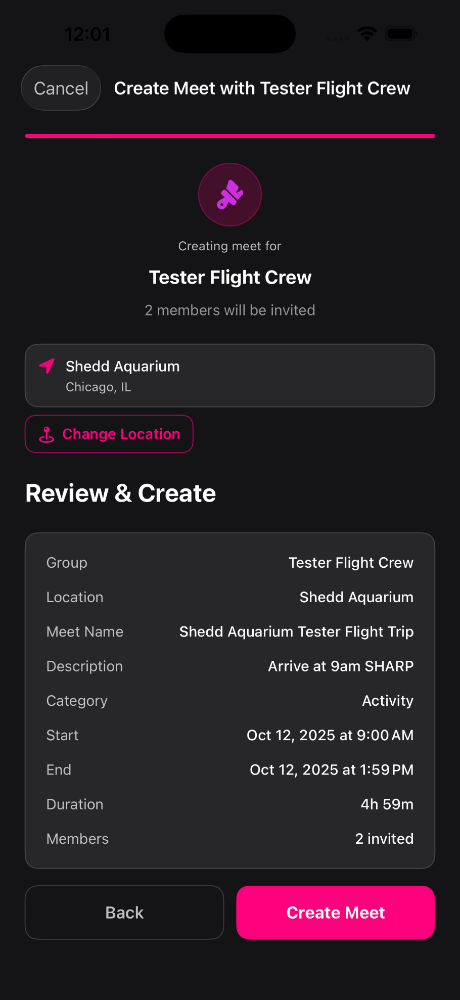 12:01
Cancel
Create Meet with Tester Flight Crew
Creating meet for
Tester Flight Crew
2 members will be invited
Shedd Aquarium
Chicago, IL
Change Location
Review & Create
Group Tester Flight Crew
Location Shedd Aquarium
Meet Name Shedd Aquarium Tester Flight Trip
Description Arrive at 9am SHARP
Category Activity
Start Oct 12, 2025 at 9:00 AM
End Oct 12, 2025 at 1:59 PM
Duration 4h 59m
Members 2 invited
Back
Create Meet